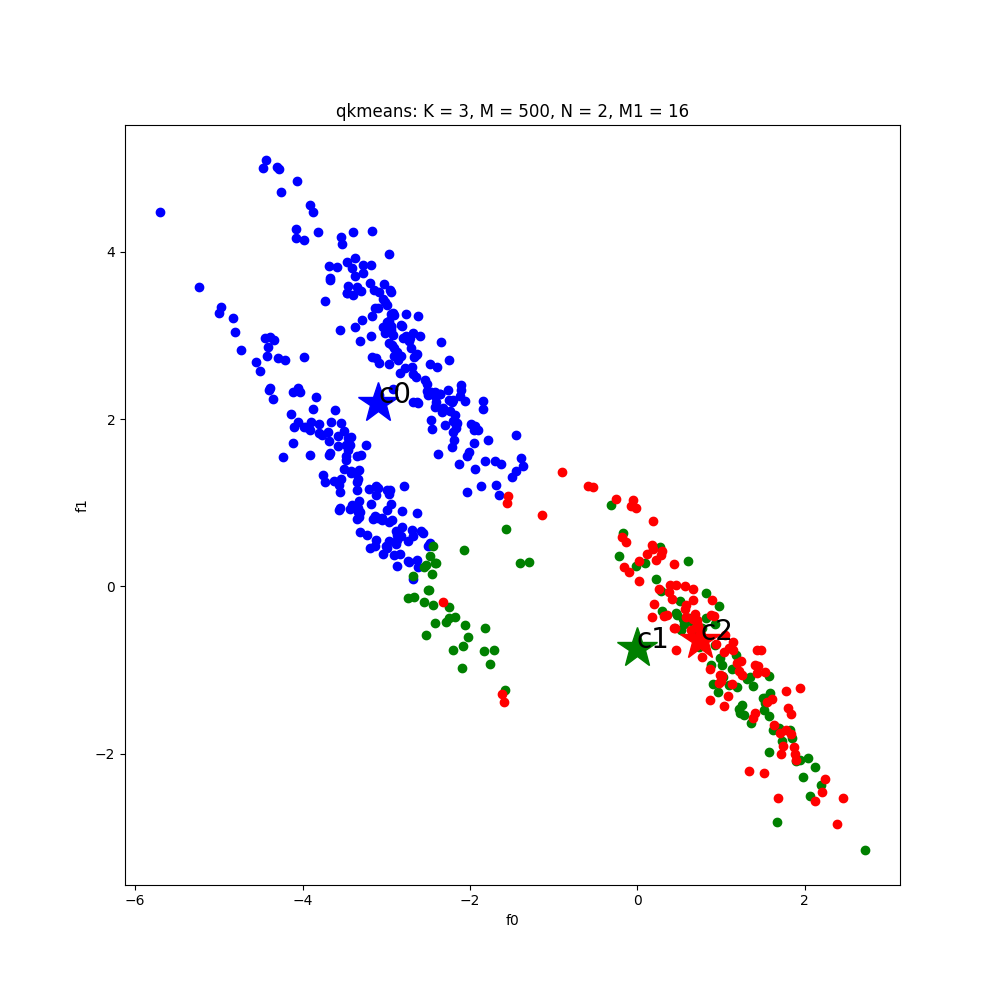 qkmeans: K = 3, M = 500, N = 2, M1 = 16
4
2
0
−2
f1
c0
c1
c2
−6
−4
−2
0
2
f0